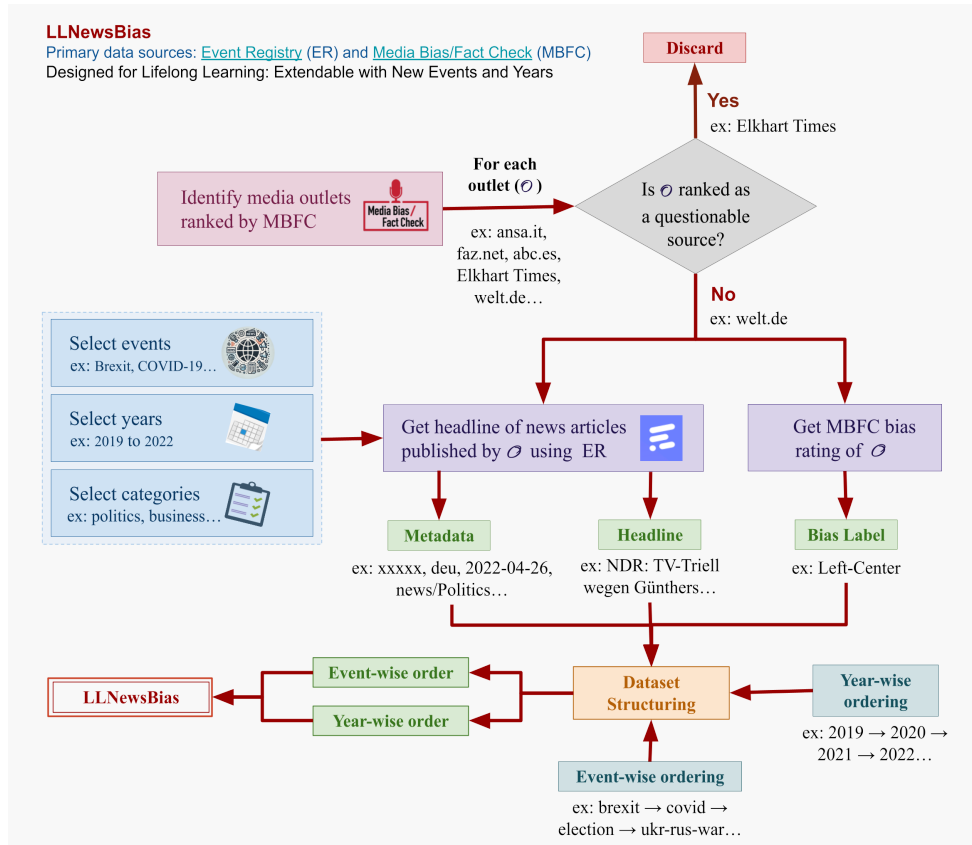 LLNewsBias
Primary data sources: Event Registry (ER) and Media Bias/Fact Check (MBFC)
Designed for Lifelong Learning: Extendable with New Events and Years
Discard
Yes
ex: Elkhart Times
Identify media outlets
ranked by MBFC
Media Bias/
Fact Check
For each
outlet (O)
ex: ansa.it,
faz.net, abc.es,
Elkhart Times,
welt.de…
Is O ranked as
a questionable
source?
No
ex: welt.de
Select events
ex: Brexit, COVID-19…
Select years
ex: 2019 to 2022
Select categories
ex: politics, business…
Get headline of news articles
published by O using ER
Get MBFC bias
rating of O
Metadata
ex: xxxxx, deu, 2022-04-26,
news/Politics…
Headline
ex: NDR: TV-Triell
wegen Günthers…
Bias Label
ex: Left-Center
LLNewsBias
Event-wise order
Year-wise order
Dataset
Structuring
Year-wise
ordering
ex: 2019 → 2020 →
2021 → 2022…
Event-wise ordering
ex: brexit → covid →
election → ukr-rus-war…